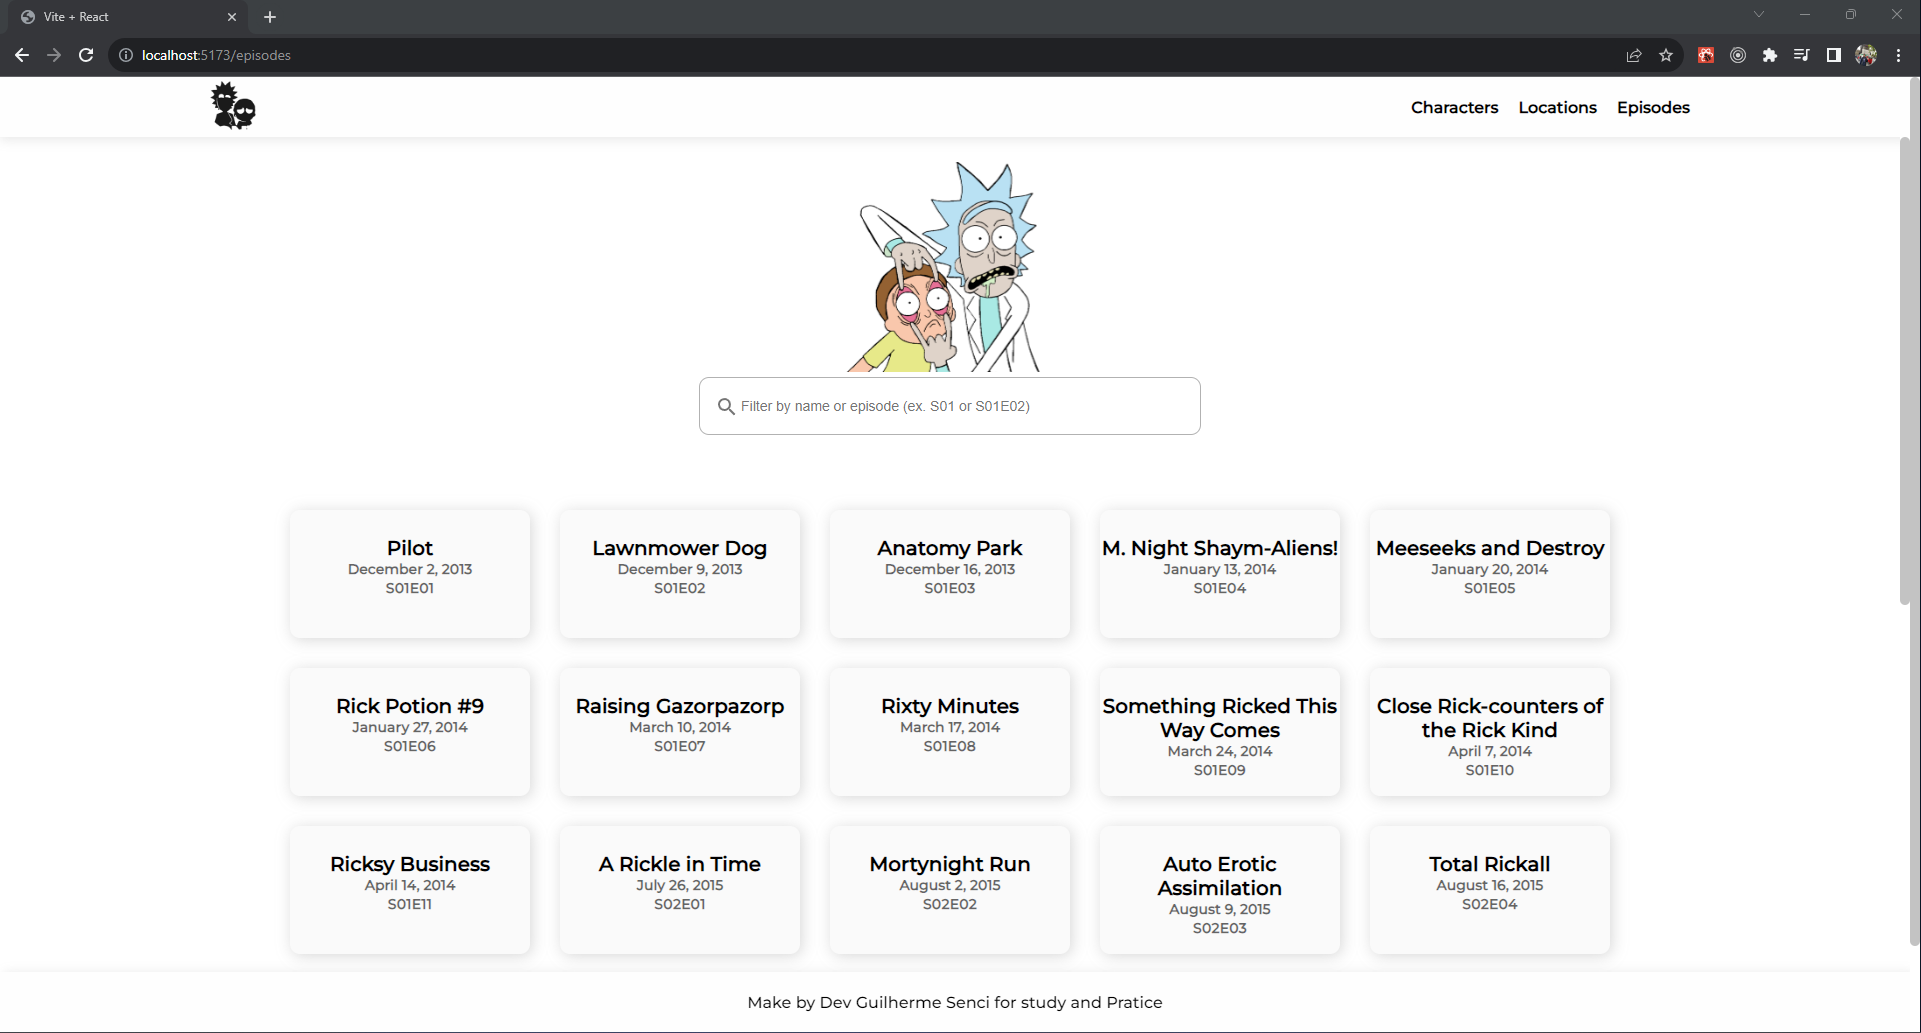 Vite + React
localhost:5173/episodes
Characters Locations Episodes
Filter by name or episode (ex. S01 or S01E02)
Pilot
December 2, 2013
S01E01
Lawnmower Dog
December 9, 2013
S01E02
Anatomy Park
December 16, 2013
S01E03
M. Night Shaym-Aliens!
January 13, 2014
S01E04
Meeseeks and Destroy
January 20, 2014
S01E05
Rick Potion #9
January 27, 2014
S01E06
Raising Gazorpazorp
March 10, 2014
S01E07
Rixty Minutes
March 17, 2014
S01E08
Something Ricked This
Way Comes
March 24, 2014
S01E09
Close Rick-counters of
the Rick Kind
April 7, 2014
S01E10
Ricksy Business
April 14, 2014
S01E11
A Rickle in Time
July 26, 2015
S02E01
Mortynight Run
August 2, 2015
S02E02
Auto Erotic
Assimilation
August 9, 2015
S02E03
Total Rickall
August 16, 2015
S02E04
Make by Dev Guilherme Senci for study and Pratice